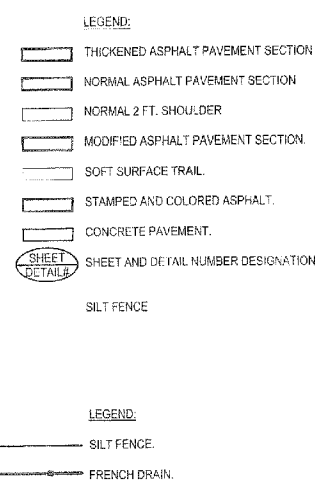 LEGEND:
THICKENED ASPHALT PAVEMENT SECTION
NORMAL ASPHALT PAVEMENT SECTION
NORMAL 2 FT. SHOULDER
MODIFIED ASPHALT PAVEMENT SECTION.
SOFT SURFACE TRAIL.
STAMPED AND COLORED ASPHALT.
CONCRETE PAVEMENT.
SHEET
DETAIL#
SHEET AND DETAIL NUMBER DESIGNATION
SILT FENCE
LEGEND:
SILT FENCE.
FRENCH DRAIN.